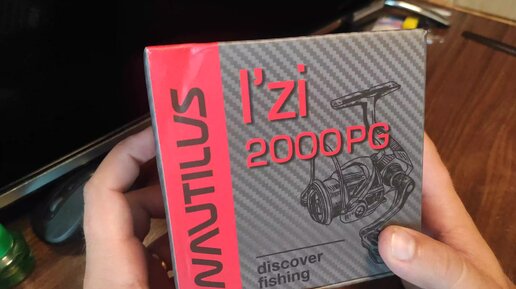 NAUTILUS
I'zi
2000PG
discover
fishing